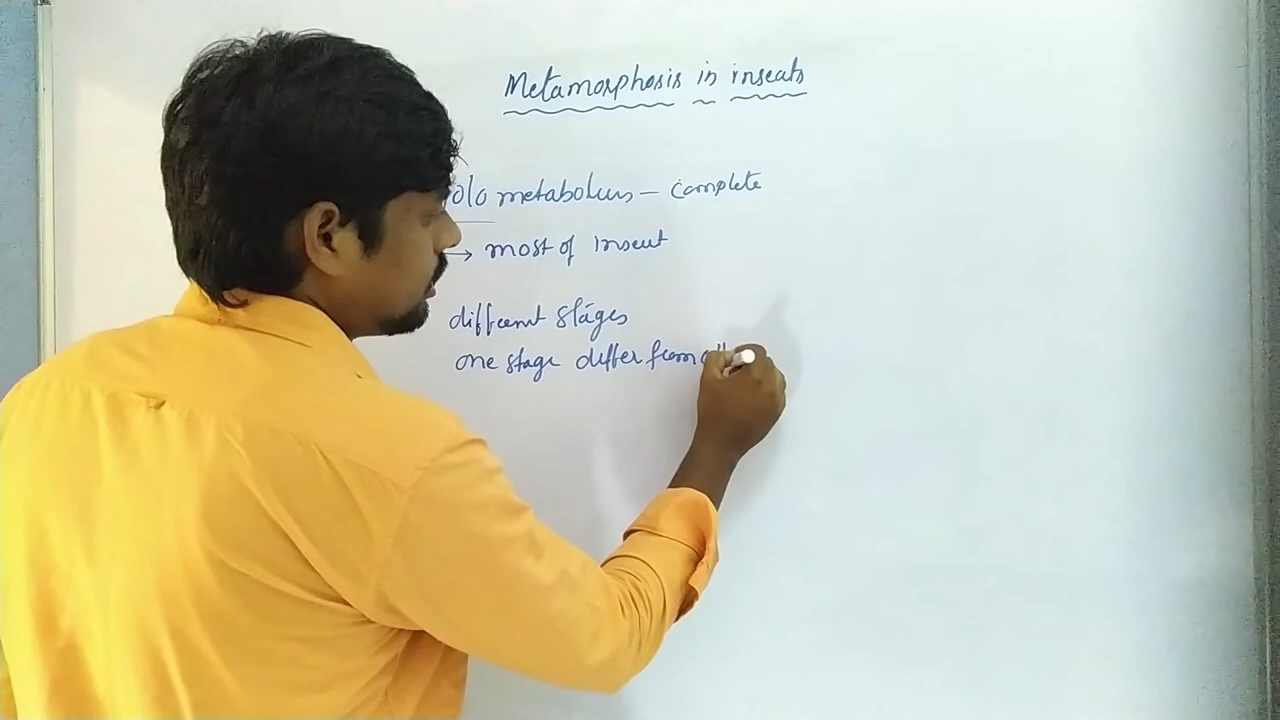 Metamorphosis in insects
olo metabolus - complete
→ most of insect
different stages
one stage differ from